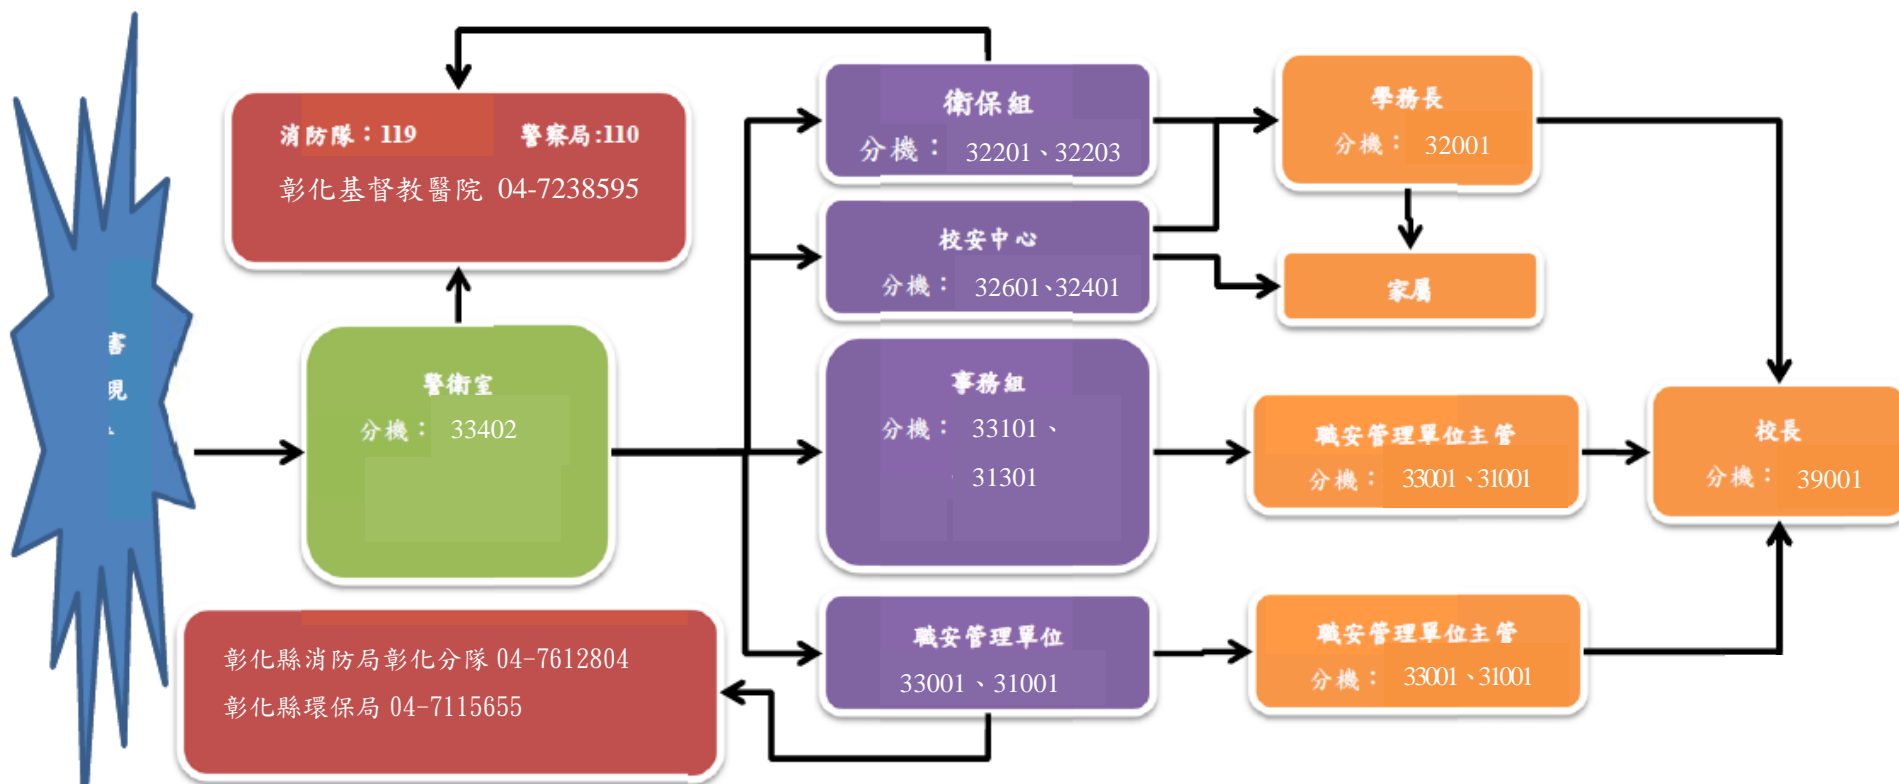 害
現
消防隊：119 警察局:110
彰化基督教醫院 04-7238595
警衛室
分機： 33402
彰化縣消防局彰化分隊 04-7612804
彰化縣環保局 04-7115655
衛保組
分機： 32201、32203
校安中心
分機： 32601、32401
事務組
分機： 33101、
31301
職安管理單位
33001、31001
學務長
分機： 32001
家屬
職安管理單位主管
分機： 33001、31001
職安管理單位主管
分機： 33001、31001
校長
分機： 39001